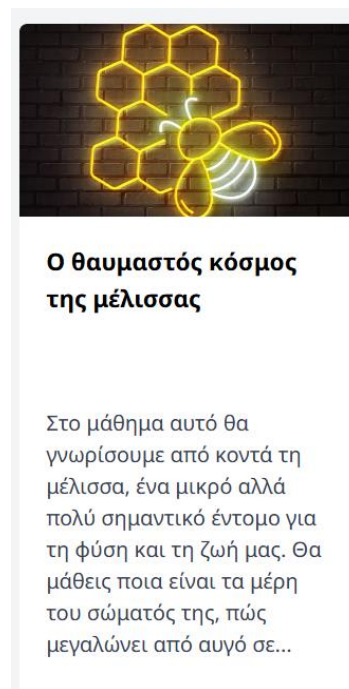 Ο θαυμαστός κόσμος
της μέλισσας
Στο μάθημα αυτό θα
γνωρίσουμε από κοντά τη
μέλισσα, ένα μικρό αλλά
πολύ σημαντικό έντομο για
τη φύση και τη ζωή μας. Θα
μάθεις ποια είναι τα μέρη
του σώματός της, πώς
μεγαλώνει από αυγό σε...